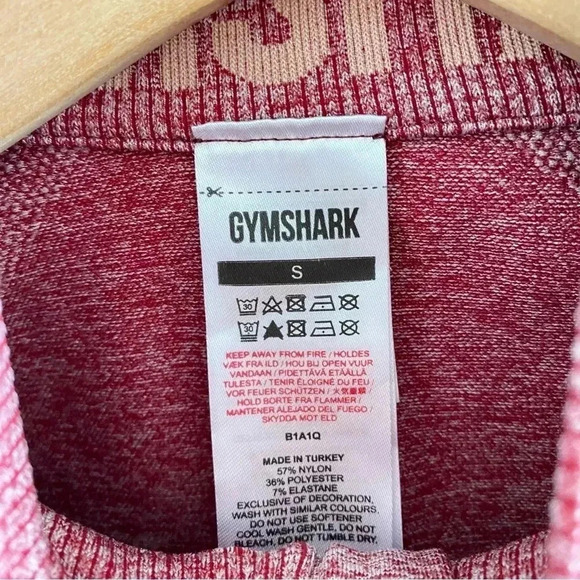 GYMSHARK
S
30
30
KEEP AWAY FROM FIRE / HOLDES
VÆK FRA ILD / HOU BIJ OPEN VUUR
VANDAAN / PIDETTÄVÄ ETÄÄLLÄ
TULESTA / TENIR ÉLOIGNÉ DU FEU /
VOR FEUER SCHÜTZEN / 火気厳禁 /
HOLD BORTE FRA FLAMMER /
MANTENER ALEJADO DEL FUEGO /
SKYDDA MOT ELD
B1A1Q
MADE IN TURKEY
57% NYLON
36% POLYESTER
7% ELASTANE
EXCLUSIVE OF DECORATION,
WASH WITH SIMILAR COLOURS.
DO NOT USE SOFTENER
COOL WASH GENTLE, DO NOT
BLEACH, DO NOT TUMBLE DRY,